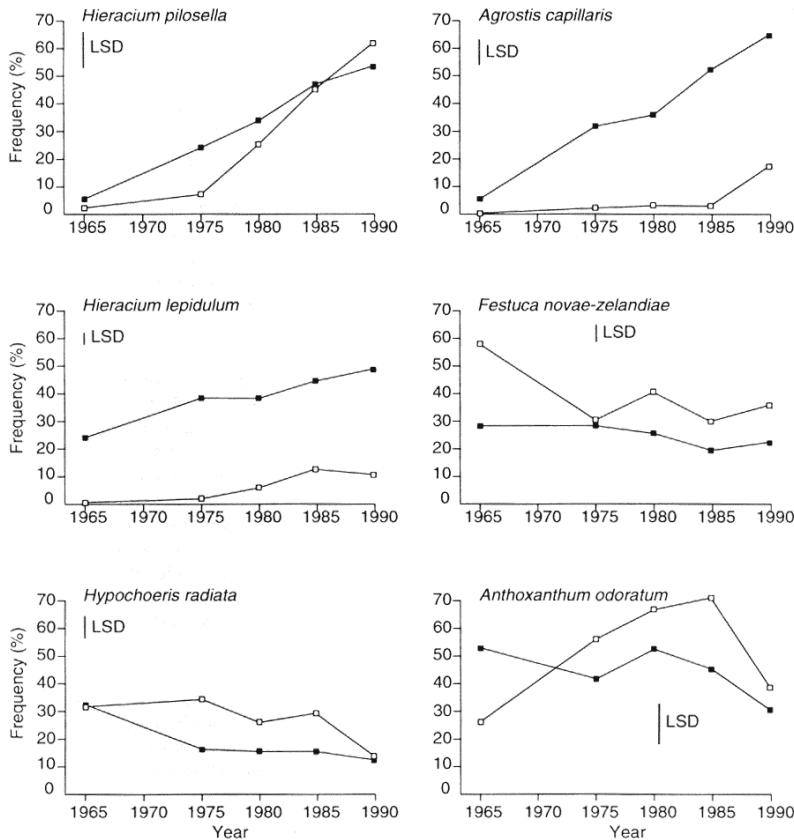 Hieracium pilosella
Agrostis capillaris
70
60
50
40
30
20
10
0
Frequency (%)
LSD
1965 1970 1975 1980 1985 1990
70
60
50
40
30
20
10
0
LSD
1965 1970 1975 1980 1985 1990
Hieracium lepidulum
Festuca novae-zelandiae
70
60
50
40
30
20
10
0
Frequency (%)
LSD
1965 1970 1975 1980 1985 1990
70
60
50
40
30
20
10
0
LSD
1965 1970 1975 1980 1985 1990
Hypochoeris radiata
Anthoxanthum odoratum
70
60
50
40
30
20
10
0
Frequency (%)
LSD
1965 1970 1975 1980 1985 1990
Year
70
60
50
40
30
20
10
0
LSD
1965 1970 1975 1980 1985 1990
Year